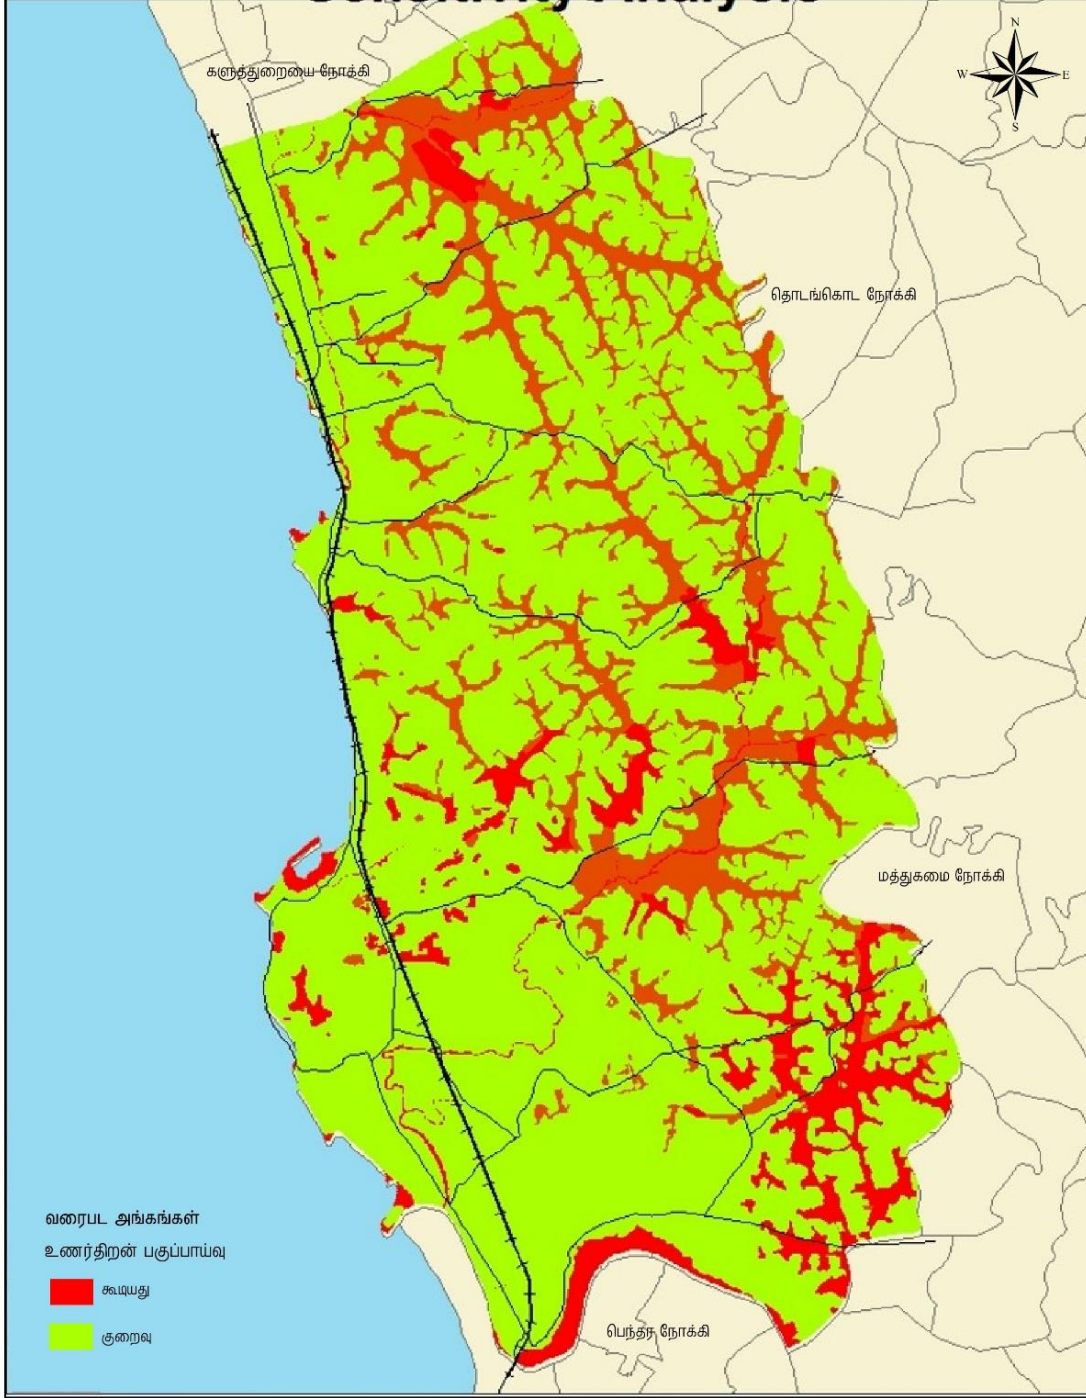 N
W E
S
களுத்துறையை நோக்கி
தொடங்கொட நோக்கி
மத்துகமை நோக்கி
வரைபட அங்கங்கள்
உணர்திறன் பகுப்பாய்வு
கூடியது
குறைவு
பெந்தர நோக்கி